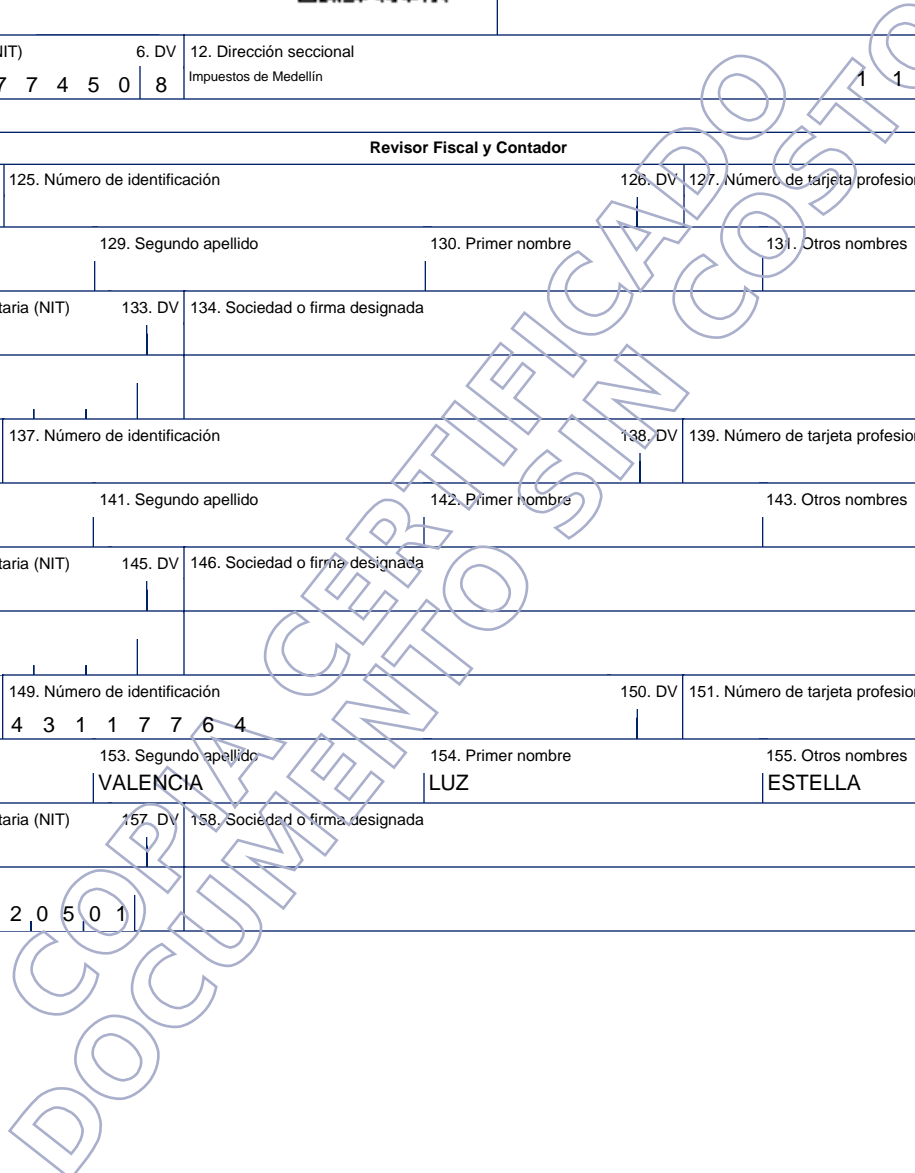 NIT) 6. DV 12. Dirección seccional
7 7 4 5 0 8 Impuestos de Medellín 1 1
Revisor Fiscal y Contador
125. Número de identificación 126. DV 127. Número de tarjeta profesion
129. Segundo apellido 130. Primer nombre 131. Otros nombres
taria (NIT) 133. DV 134. Sociedad o firma designada
137. Número de identificación 138. DV 139. Número de tarjeta profesion
141. Segundo apellido 142. Primer nombre 143. Otros nombres
taria (NIT) 145. DV 146. Sociedad o firma designada
149. Número de identificación 150. DV 151. Número de tarjeta profesion
4 3 1 1 7 7 6 4
153. Segundo apellido 154. Primer nombre 155. Otros nombres
VALENCIA LUZ ESTELLA
taria (NIT) 157. DV 158. Sociedad o firma designada
2 0 5 0 1
COPIA CERTIFICADO
DOCUMENTO SIN COSTO